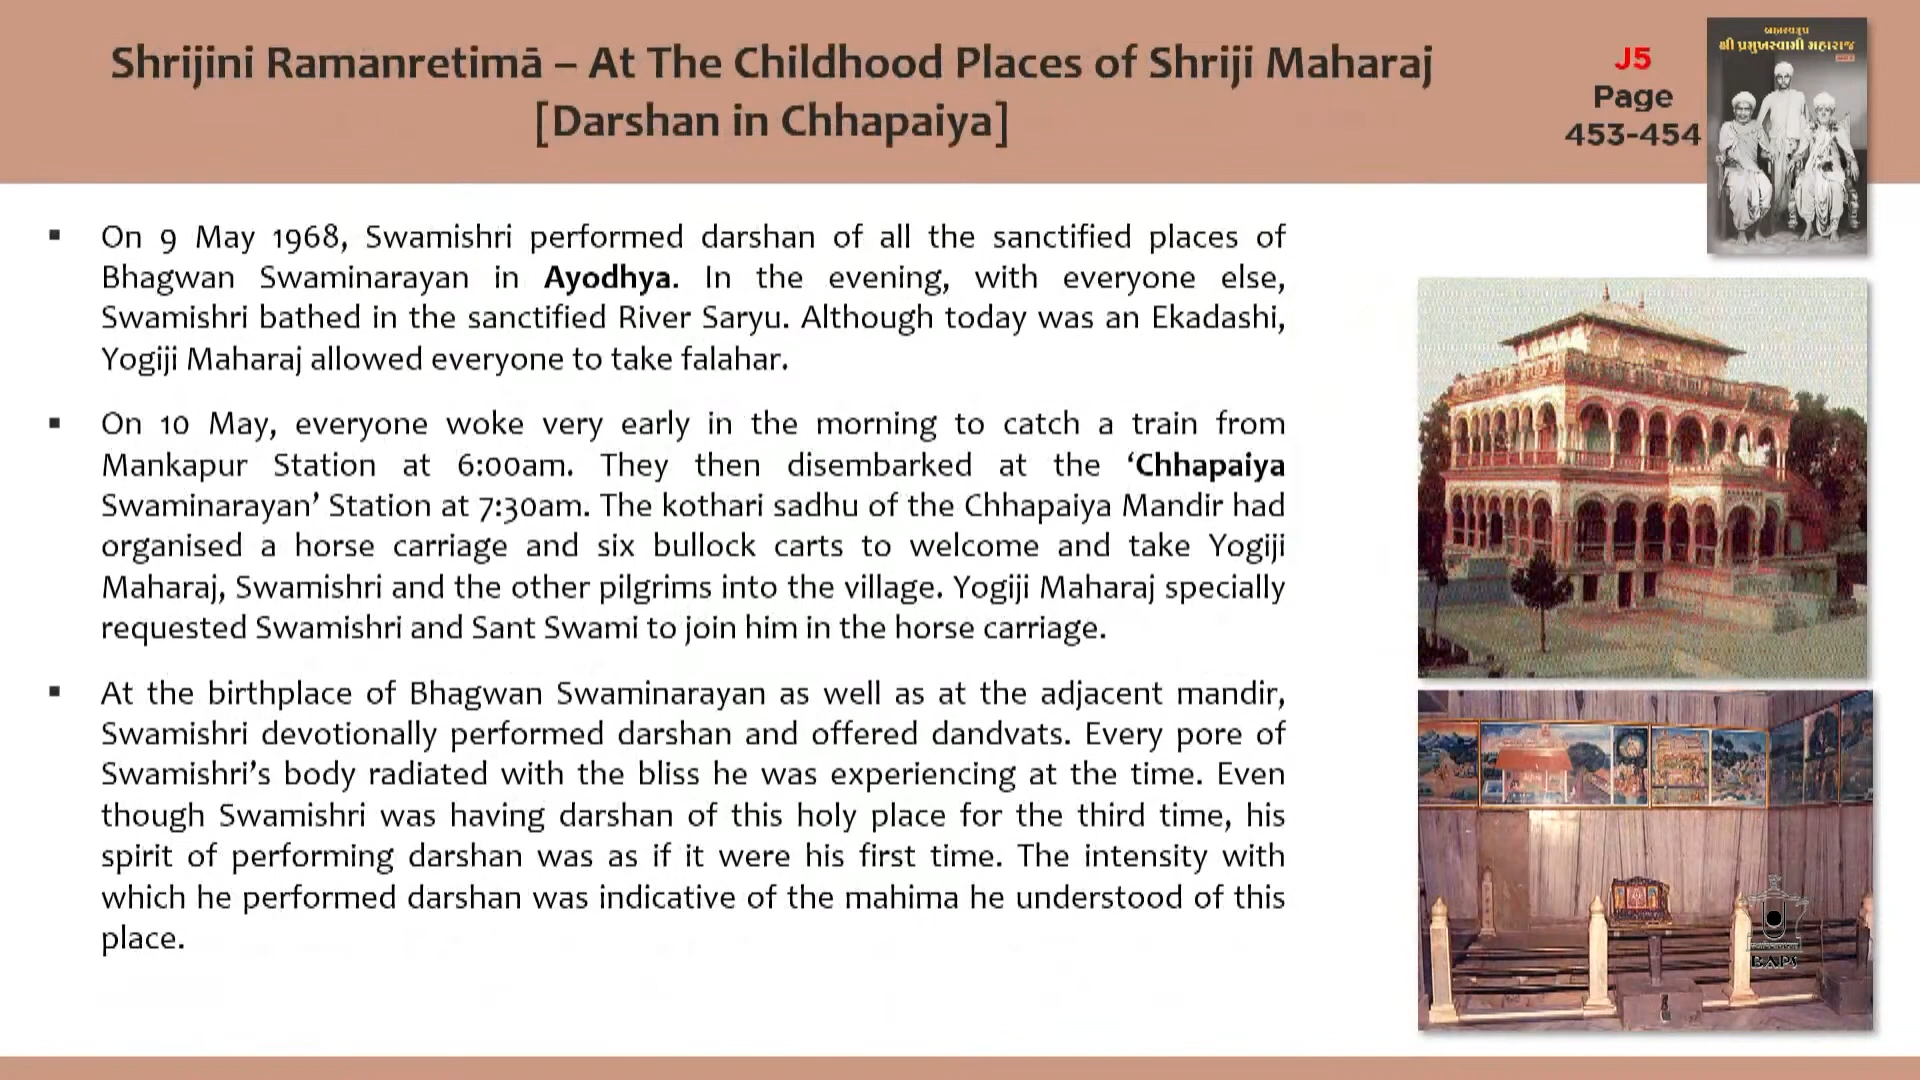 Shrijini Ramanretimā – At The Childhood Places of Shriji Maharaj
[Darshan in Chhapaiya]
J5
Page
453-454
શ્રી પ્રમુખસ્વામી મહારાજ
▪ On 9 May 1968, Swamishri performed darshan of all the sanctified places of
Bhagwan Swaminarayan in Ayodhya. In the evening, with everyone else,
Swamishri bathed in the sanctified River Saryu. Although today was an Ekadashi,
Yogiji Maharaj allowed everyone to take falahar.
▪ On 10 May, everyone woke very early in the morning to catch a train from
Mankapur Station at 6:00am. They then disembarked at the ‘Chhapaiya
Swaminarayan’ Station at 7:30am. The kothari sadhu of the Chhapaiya Mandir had
organised a horse carriage and six bullock carts to welcome and take Yogiji
Maharaj, Swamishri and the other pilgrims into the village. Yogiji Maharaj specially
requested Swamishri and Sant Swami to join him in the horse carriage.
▪ At the birthplace of Bhagwan Swaminarayan as well as at the adjacent mandir,
Swamishri devotionally performed darshan and offered dandvats. Every pore of
Swamishri’s body radiated with the bliss he was experiencing at the time. Even
though Swamishri was having darshan of this holy place for the third time, his
spirit of performing darshan was as if it were his first time. The intensity with
which he performed darshan was indicative of the mahima he understood of this
place.
BAPS